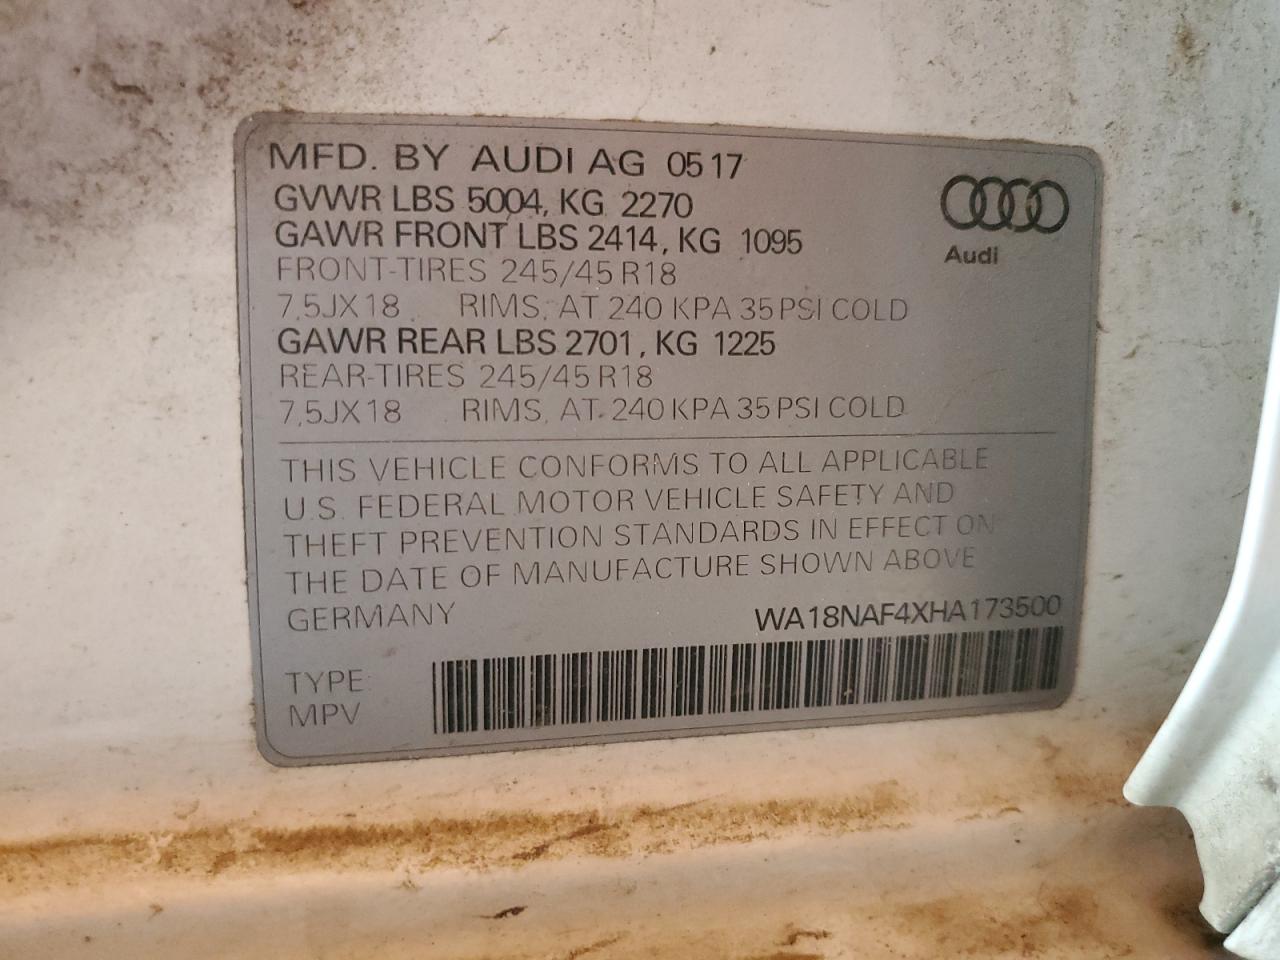 MFD. BY AUDI AG 0517
GVWR LBS 5004, KG 2270
GAWR FRONT LBS 2414, KG 1095
FRONT-TIRES 245/45 R18
7,5JX18 RIMS, AT 240 KPA 35 PSI COLD
GAWR REAR LBS 2701, KG 1225
REAR-TIRES 245/45 R18
7,5JX18 RIMS, AT 240 KPA 35 PSI COLD
Audi
THIS VEHICLE CONFORMS TO ALL APPLICABLE
U.S. FEDERAL MOTOR VEHICLE SAFETY AND
THEFT PREVENTION STANDARDS IN EFFECT ON
THE DATE OF MANUFACTURE SHOWN ABOVE
GERMANY WA18NAF4XHA173500
TYPE:
MPV